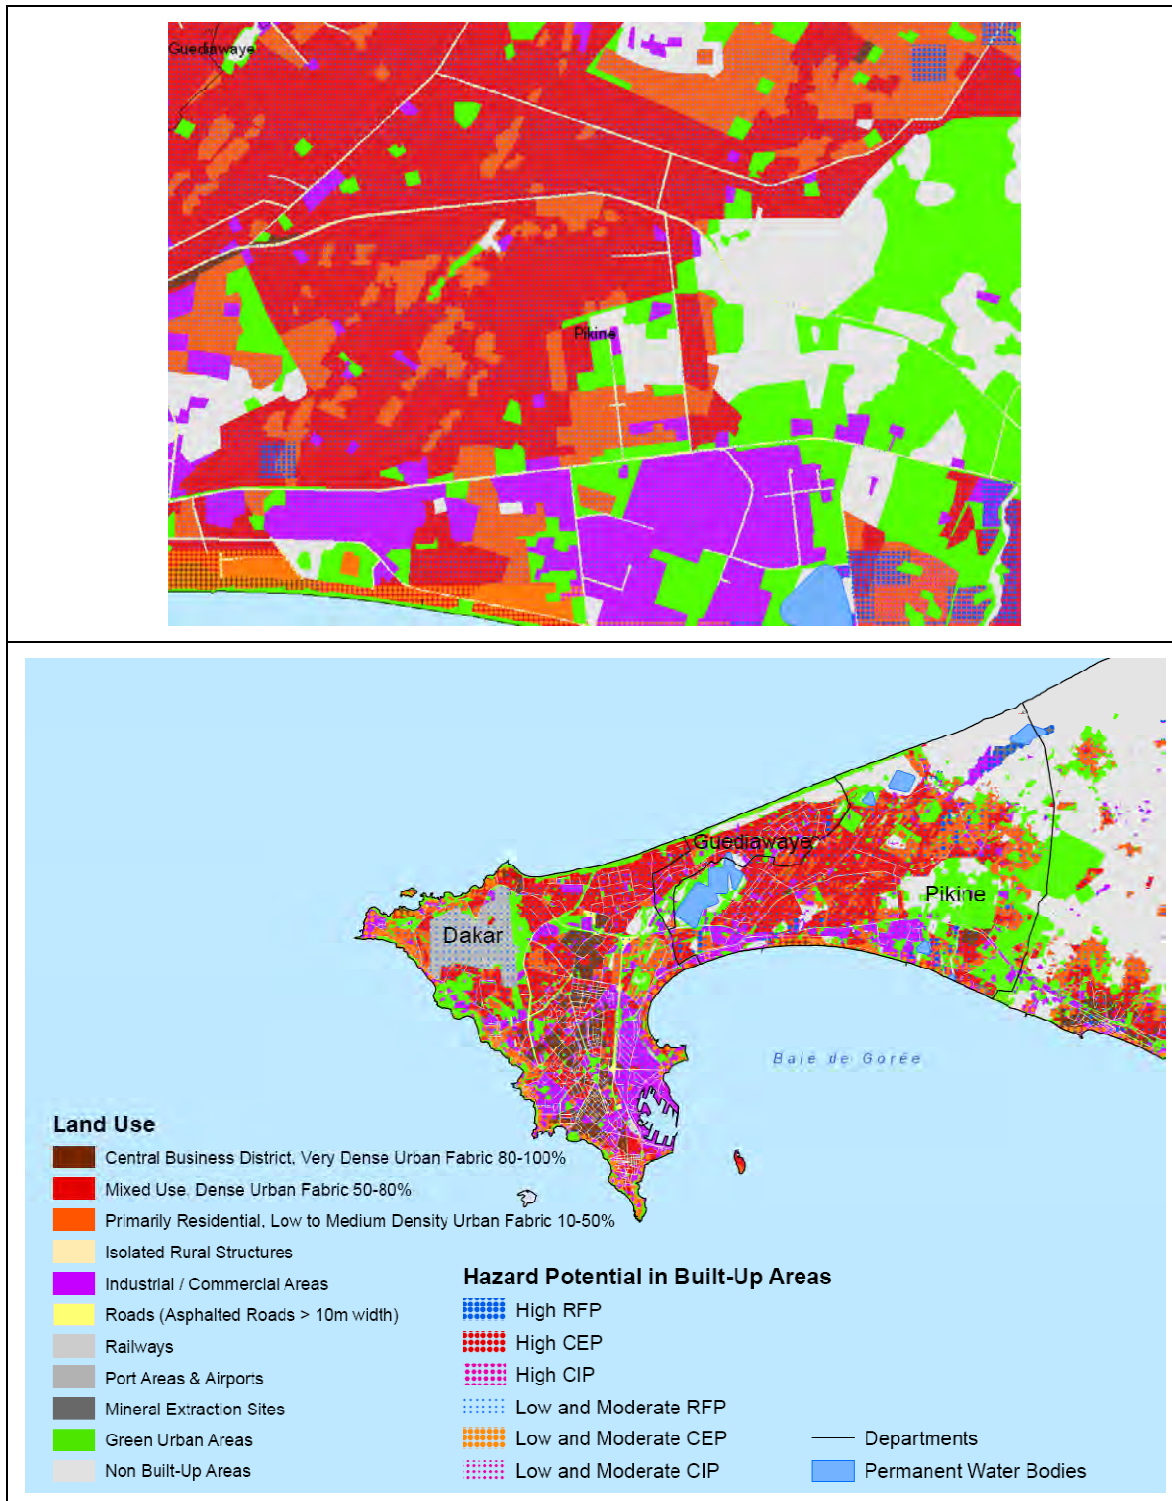 Guediawaye
Pikine
Guediawaye
Pikine
Dakar
Baie de Gorée
Land Use
Central Business District, Very Dense Urban Fabric 80-100%
Mixed Use, Dense Urban Fabric 50-80%
Primarily Residential, Low to Medium Density Urban Fabric 10-50%
Isolated Rural Structures
Industrial / Commercial Areas
Roads (Asphalted Roads > 10m width)
Railways
Port Areas & Airports
Mineral Extraction Sites
Green Urban Areas
Non Built-Up Areas
Hazard Potential in Built-Up Areas
High RFP
High CEP
High CIP
Low and Moderate RFP
Low and Moderate CEP
Low and Moderate CIP
Departments
Permanent Water Bodies